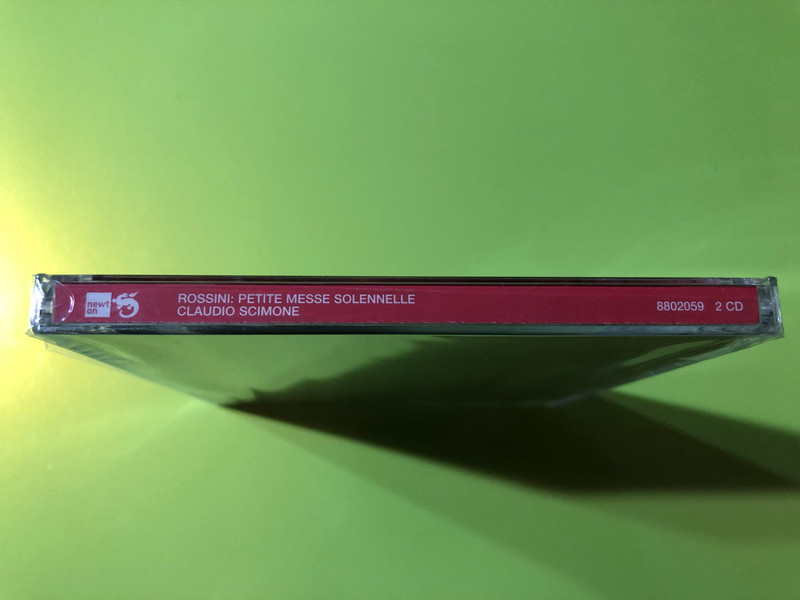 newt
on
ROSSINI: PETITE MESSE SOLENNELLE
CLAUDIO SCIMONE
8802059 2 CD